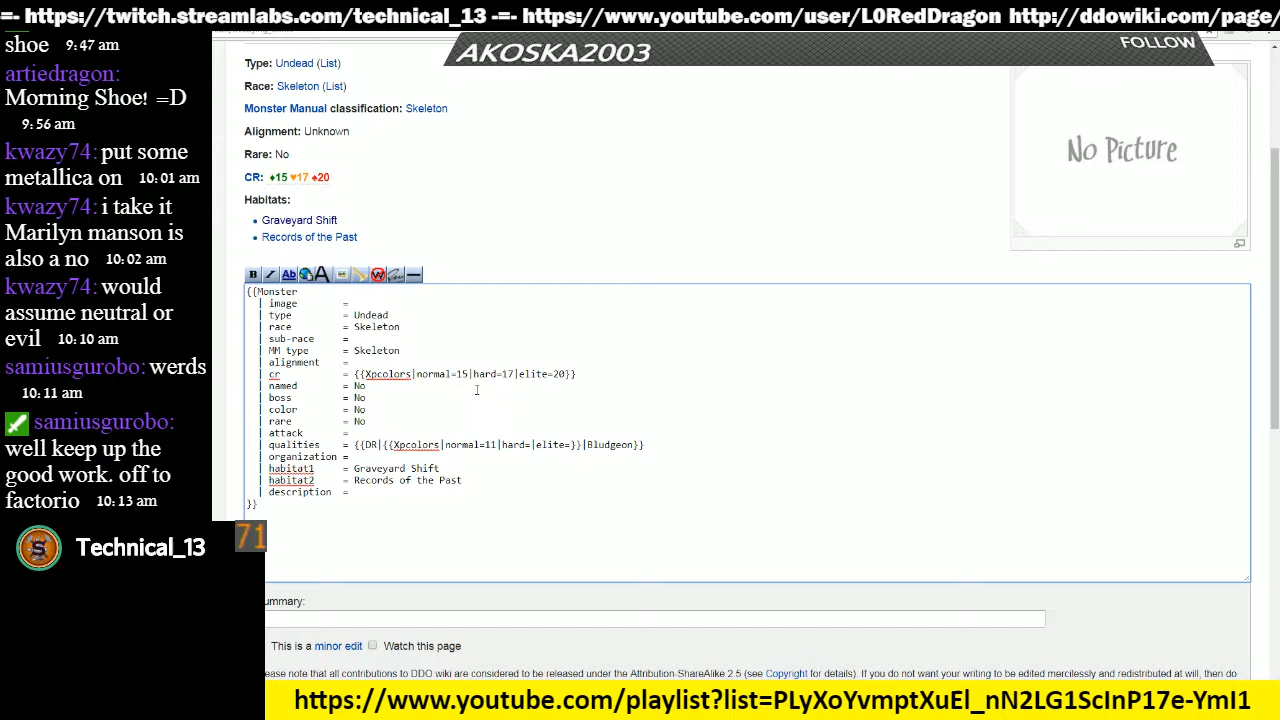 =- https://twitch.streamlabs.com/technical_13 -=- https://www.youtube.com/user/L0RedDragon http://ddowiki.com/page/
shoe 9:47 am
artiedragon:
Morning Shoe! =D
9:56 am
kwazy74: put some
metallica on 10:01 am
kwazy74: i take it
Marilyn manson is
also a no 10:02 am
kwazy74: would
assume neutral or
evil 10:10 am
samiusgurobo: werds
10:11 am
samiusgurobo:
well keep up the
good work. off to
factorio 10:13 am
Technical_13
71
AKOSKA2003
FOLLOW
Type: Undead (List)
Race: Skeleton (List)
Monster Manual classification: Skeleton
Alignment: Unknown
Rare: No
CR: ♦15 ♥17 ♠20
Habitats:
Graveyard Shift
Records of the Past
No Picture
B I Ab A W
{{Monster
| image =
| type = Undead
| race = Skeleton
| sub-race =
| MM type = Skeleton
| alignment =
| cr = {{Xpcolors|normal=15|hard=17|elite=20}}
| named = No
| boss = No
| color = No
| rare = No
| attack =
| qualities = {{DR|{{Xpcolors|normal=11|hard=|elite=}}|Bludgeon}}
| organization =
| habitat1 = Graveyard Shift
| habitat2 = Records of the Past
| description =
}}
ummary:
This is a minor edit Watch this page
ease note that all contributions to DDO wiki are considered to be released under the Attribution-ShareAlike 2.5 (see Copyright for details). If you do not want your writing to be edited mercilessly and redistributed at will, then do
https://www.youtube.com/playlist?list=PLyXoYvmptXuEl_nN2LG1ScInP17e-YmI1